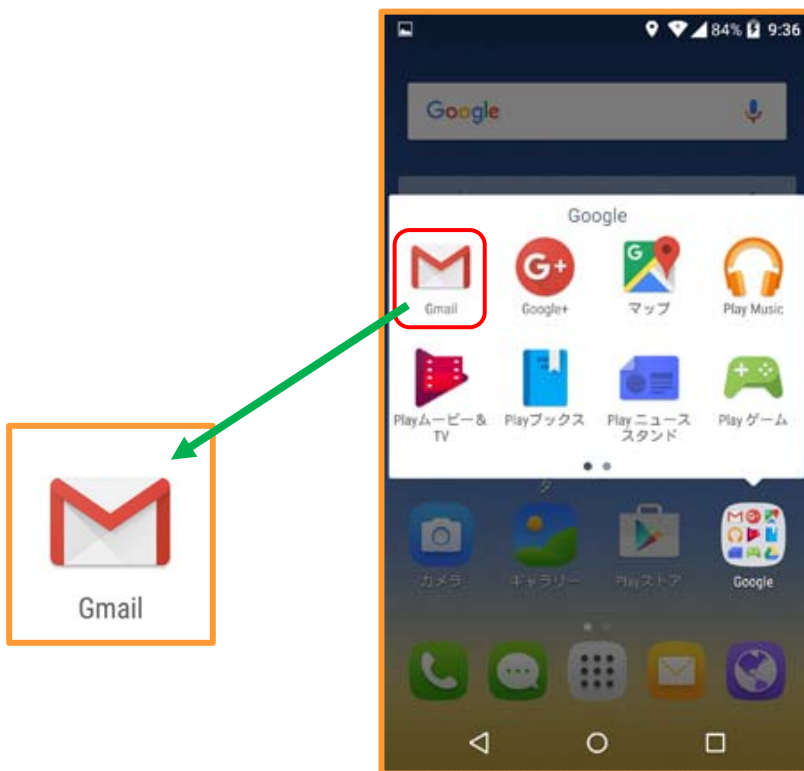 84% 9:36
Google
Google
Gmail
Google+
マップ
Play Music
Playムービー&
TV
Playブックス
Play ニュース
スタンド
Play ゲーム
タ
カメラ
ギャラリー
Playストア
Google
Gmail